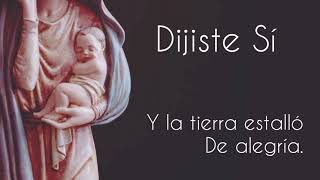 Dijiste Sí
Y la tierra estalló
De alegría.